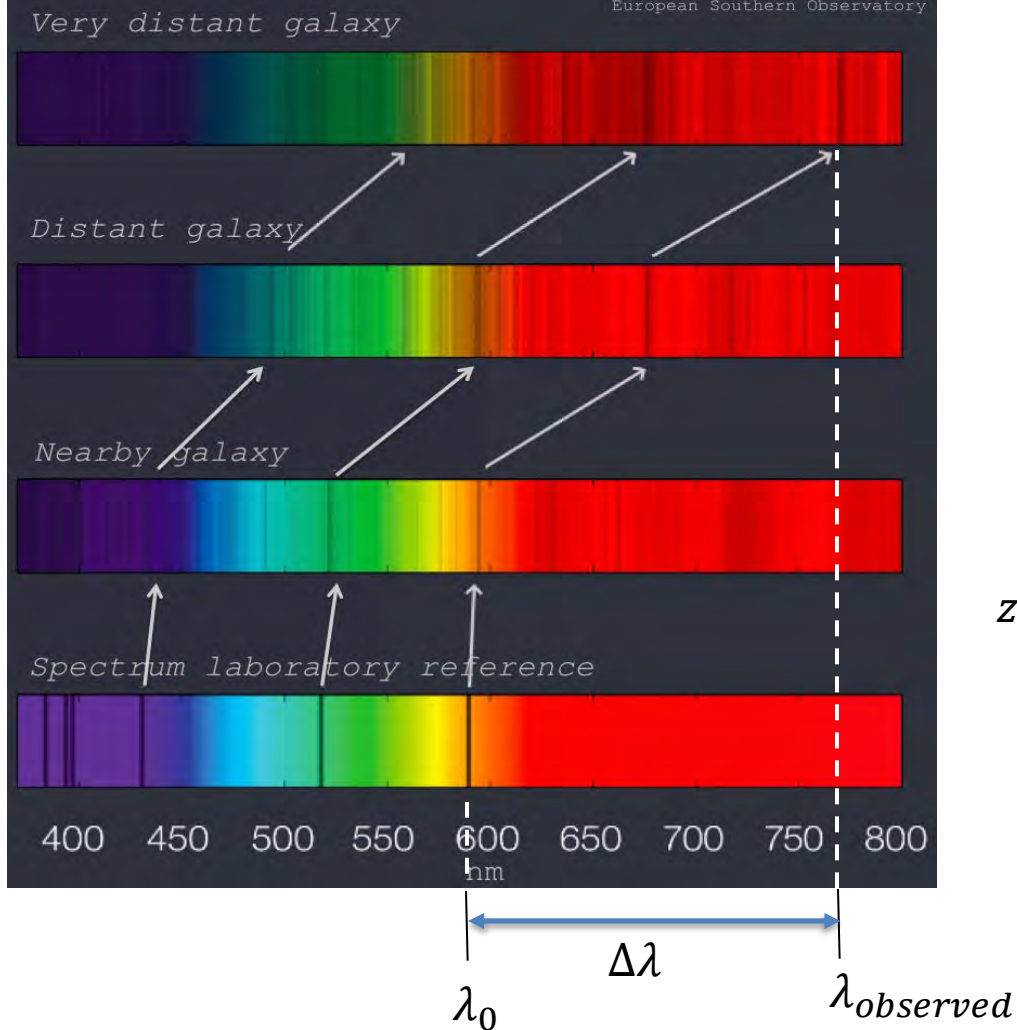 European Southern Observatory
Very distant galaxy
Distant galaxy
Nearby galaxy
z
Spectrum laboratory reference
400 450 500 550 600 650 700 750 800
nm
Δλ
λ₀
λ_observed